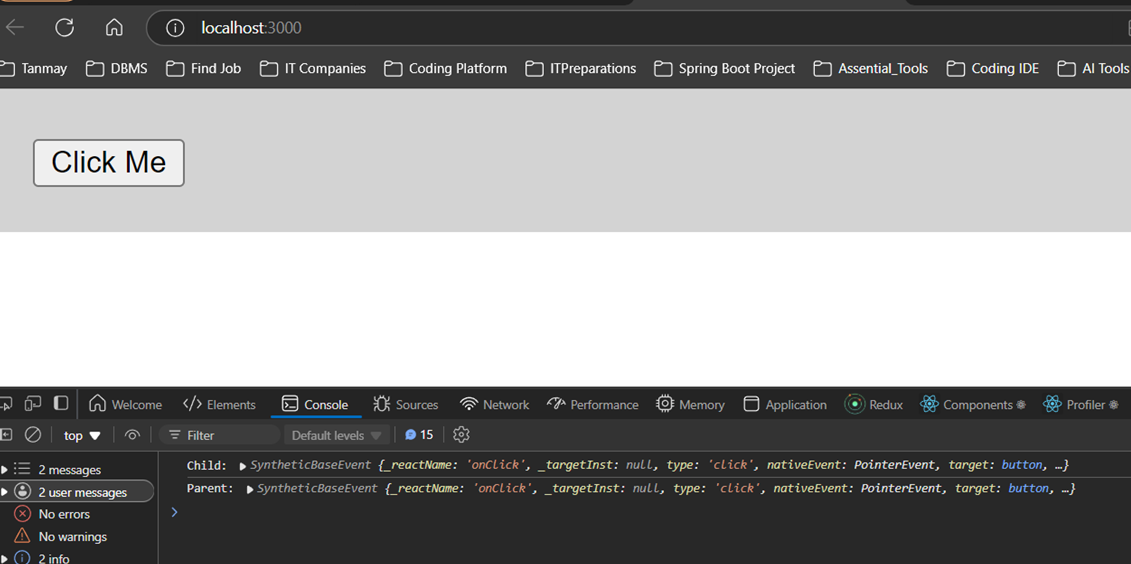 localhost:3000
Tanmay DBMS Find Job IT Companies Coding Platform ITPreparations Spring Boot Project Assential_Tools Coding IDE AI Tools
Click Me
Welcome Elements Console Sources Network Performance Memory Application Redux Components Profiler
top Filter Default levels 15
2 messages
2 user messages
No errors
No warnings
2 info
Child: SyntheticBaseEvent {_reactName: 'onClick', _targetInst: null, type: 'click', nativeEvent: PointerEvent, target: button, …}
Parent: SyntheticBaseEvent {_reactName: 'onClick', _targetInst: null, type: 'click', nativeEvent: PointerEvent, target: button, …}